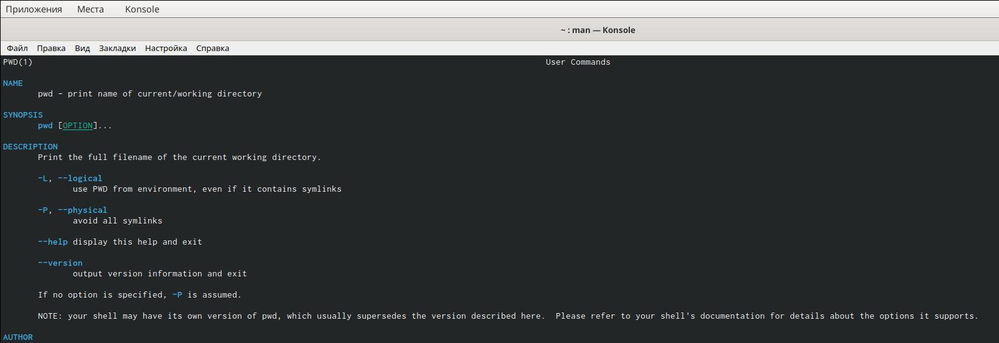 Приложения Места Konsole
~ : man — Konsole
Файл Правка Вид Закладки Настройка Справка
PWD(1) User Commands
NAME
pwd - print name of current/working directory
SYNOPSIS
pwd [OPTION]...
DESCRIPTION
Print the full filename of the current working directory.
-L, --logical
use PWD from environment, even if it contains symlinks
-P, --physical
avoid all symlinks
--help display this help and exit
--version
output version information and exit
If no option is specified, -P is assumed.
NOTE: your shell may have its own version of pwd, which usually supersedes the version described here.  Please refer to your shell's documentation for details about the options it supports.
AUTHOR